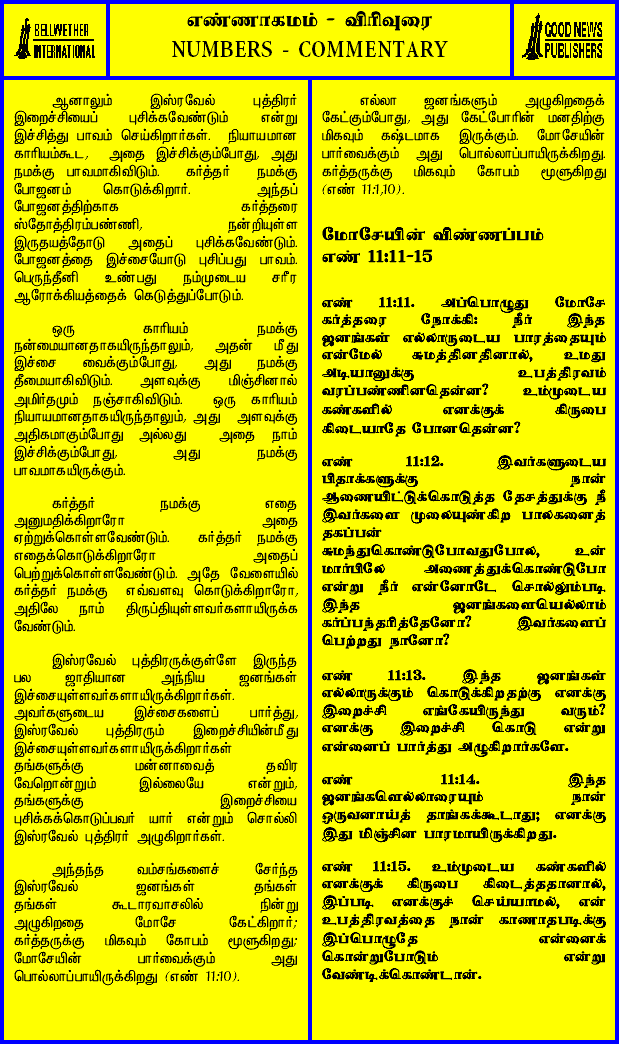 BELLWETHER
INTERNATIONAL
எண்ணாகமம் - விரிவுரை
NUMBERS - COMMENTARY
GOOD NEWS
PUBLISHERS
ஆனாலும் இஸ்ரவேல் புத்திரர்
இறைச்சியைப் புசிக்கவேண்டும் என்று
இச்சித்து பாவம் செய்கிறார்கள். நியாயமான
காரியம்கூட, அதை இச்சிக்கும்போது, அது
நமக்கு பாவமாகிவிடும். கர்த்தர் நமக்கு
போஜனம் கொடுக்கிறார். அந்தப்
போஜனத்திற்காக கர்த்தரை
ஸ்தோத்திரம்பண்ணி, நன்றியுள்ள
இருதயத்தோடு அதைப் புசிக்கவேண்டும்.
போஜனத்தை இச்சையோடு புசிப்பது பாவம்.
பெருந்தீனி உண்பது நம்முடைய சரீர
ஆரோக்கியத்தைக் கெடுத்துப்போடும்.
ஒரு காரியம் நமக்கு
நன்மையானதாகயிருந்தாலும், அதன் மீது
இச்சை வைக்கும்போது, அது நமக்கு
தீமையாகிவிடும். அளவுக்கு மிஞ்சினால்
அமிர்தமும் நஞ்சாகிவிடும். ஒரு காரியம்
நியாயமானதாகயிருந்தாலும், அது அளவுக்கு
அதிகமாகும்போது அல்லது அதை நாம்
இச்சிக்கும்போது, அது நமக்கு
பாவமாகயிருக்கும்.
கர்த்தர் நமக்கு எதை
அனுமதிக்கிறாரோ அதை
ஏற்றுக்கொள்ளவேண்டும். கர்த்தர் நமக்கு
எதைக்கொடுக்கிறாரோ அதைப்
பெற்றுக்கொள்ளவேண்டும். அதே வேளையில்
கர்த்தர் நமக்கு எவ்வளவு கொடுக்கிறாரோ,
அதிலே நாம் திருப்தியுள்ளவர்களாயிருக்க
வேண்டும்.
இஸ்ரவேல் புத்திரருக்குள்ளே இருந்த
பல ஜாதியான அந்நிய ஜனங்கள்
இச்சையுள்ளவர்களாயிருக்கிறார்கள்.
அவர்களுடைய இச்சைகளைப் பார்த்து,
இஸ்ரவேல் புத்திரரும் இறைச்சியின்மீது
இச்சையுள்ளவர்களாயிருக்கிறார்கள்
தங்களுக்கு மன்னாவைத் தவிர
வேறொன்றும் இல்லையே என்றும்,
தங்களுக்கு இறைச்சியை
புசிக்கக்கொடுப்பவர் யார் என்றும் சொல்லி
இஸ்ரவேல் புத்திரர் அழுகிறார்கள்.
அந்தந்த வம்சங்களைச் சேர்ந்த
இஸ்ரவேல் ஜனங்கள் தங்கள்
தங்கள் கூடாரவாசலில் நின்று
அழுகிறதை மோசே கேட்கிறார்;
கர்த்தருக்கு மிகவும் கோபம் மூளுகிறது;
மோசேயின் பார்வைக்கும் அது
பொல்லாப்பாயிருக்கிறது (எண் 11:10).
எல்லா ஜனங்களும் அழுகிறதைக்
கேட்கும்போது, அது கேட்போரின் மனதிற்கு
மிகவும் கஷ்டமாக இருக்கும். மோசேயின்
பார்வைக்கும் அது பொல்லாப்பாயிருக்கிறது.
கர்த்தருக்கு மிகவும் கோபம் மூளுகிறது
(எண் 11:1,10).
மோசேயின் விண்ணப்பம்
எண் 11:11-15
எண் 11:11. அப்பொழுது மோசே
கர்த்தரை நோக்கி: நீர் இந்த
ஜனங்கள் எல்லாருடைய பாரத்தையும்
என்மேல் சுமத்தினதினால், உமது
அடியானுக்கு உபத்திரவம்
வரப்பண்ணினதென்ன? உம்முடைய
கண்களில் எனக்குக் கிருபை
கிடையாதே போனதென்ன?
எண் 11:12. இவர்களுடைய
பிதாக்களுக்கு நான்
ஆணையிட்டுக்கொடுத்த தேசத்துக்கு நீ
இவர்களை முலையுண்கிற பாலகனைத்
தகப்பன்
சுமந்துகொண்டுபோவதுபோல, உன்
மார்பிலே அணைத்துக்கொண்டுபோ
என்று நீர் என்னோடே சொல்லும்படி
இந்த ஜனங்களையெல்லாம்
கர்ப்பந்தரித்தேனோ? இவர்களைப்
பெற்றது நானோ?
எண் 11:13. இந்த ஜனங்கள்
எல்லாருக்கும் கொடுக்கிறதற்கு எனக்கு
இறைச்சி எங்கேயிருந்து வரும்?
எனக்கு இறைச்சி கொடு என்று
என்னைப் பார்த்து அழுகிறார்களே.
எண் 11:14. இந்த
ஜனங்களெல்லாரையும் நான்
ஒருவனாய்த் தாங்கக்கூடாது; எனக்கு
இது மிஞ்சின பாரமாயிருக்கிறது.
எண் 11:15. உம்முடைய கண்களில்
எனக்குக் கிருபை கிடைத்ததானால்,
இப்படி எனக்குச் செய்யாமல், என்
உபத்திரவத்தை நான் காணாதபடிக்கு
இப்பொழுதே என்னைக்
கொன்றுபோடும் என்று
வேண்டிக்கொண்டான்.